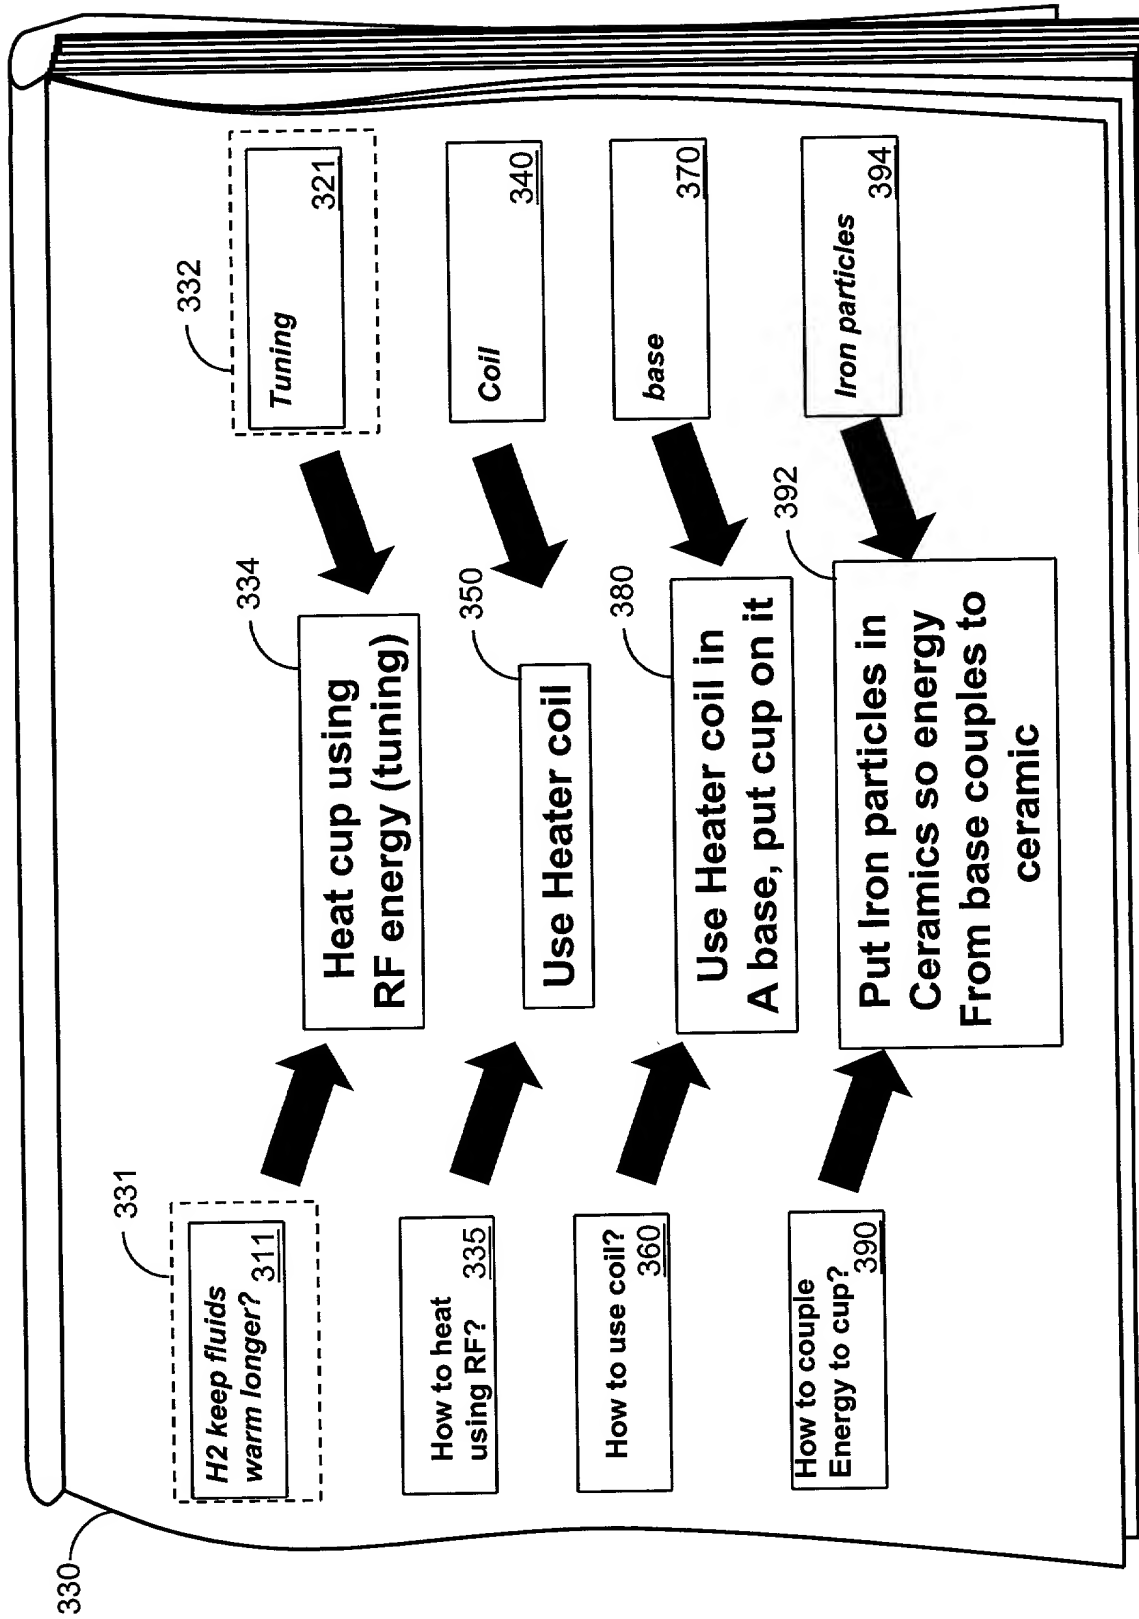 330
331
332
H2 keep fluids
warm longer?
311
334
Heat cup using
RF energy (tuning)
Tuning
321
How to heat
using RF?
335
350
Use Heater coil
Coil
340
How to use coil?
360
380
Use Heater coil in
A base, put cup on it
base
370
How to couple
Energy to cup?
390
392
Put Iron particles in
Ceramics so energy
From base couples to
ceramic
Iron particles
394